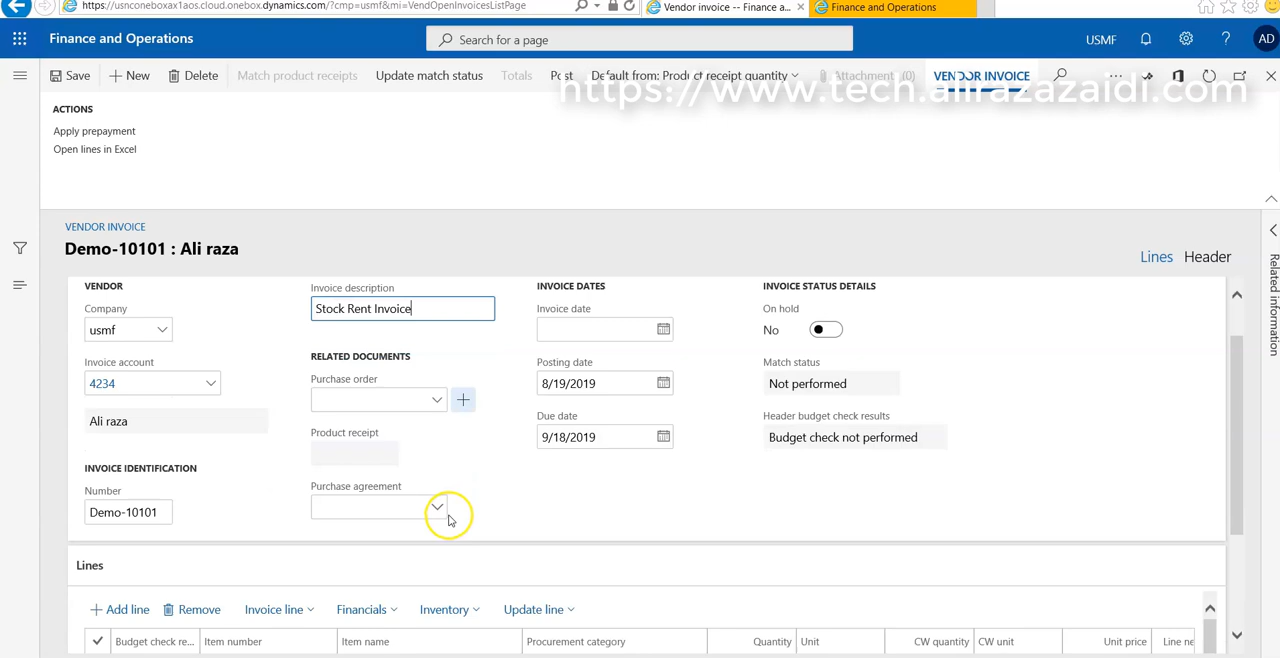 https://usnconeboxax1aos.cloud.onebox.dynamics.com/?cmp=usmf&mi=VendOpenInvoicesListPage
Vendor invoice -- Finance a...
Finance and Operations
Finance and Operations
Search for a page
USMF
?
AD
Save
New
Delete
Match product receipts
Update match status
Totals
Post
Default from: Product receipt quantity
Attachment (0)
VENDOR INVOICE
https://www.tech.alirazazaidi.com
ACTIONS
Apply prepayment
Open lines in Excel
VENDOR INVOICE
Demo-10101 : Ali raza
Lines
Header
Related information
VENDOR
Company
usmf
Invoice account
4234
Ali raza
INVOICE IDENTIFICATION
Number
Demo-10101
Invoice description
Stock Rent Invoice
RELATED DOCUMENTS
Purchase order
Product receipt
Purchase agreement
INVOICE DATES
Invoice date
Posting date
8/19/2019
Due date
9/18/2019
INVOICE STATUS DETAILS
On hold
No
Match status
Not performed
Header budget check results
Budget check not performed
Lines
Add line
Remove
Invoice line
Financials
Inventory
Update line
Budget check re...
Item number
Item name
Procurement category
Quantity
Unit
CW quantity
CW unit
Unit price
Line ne